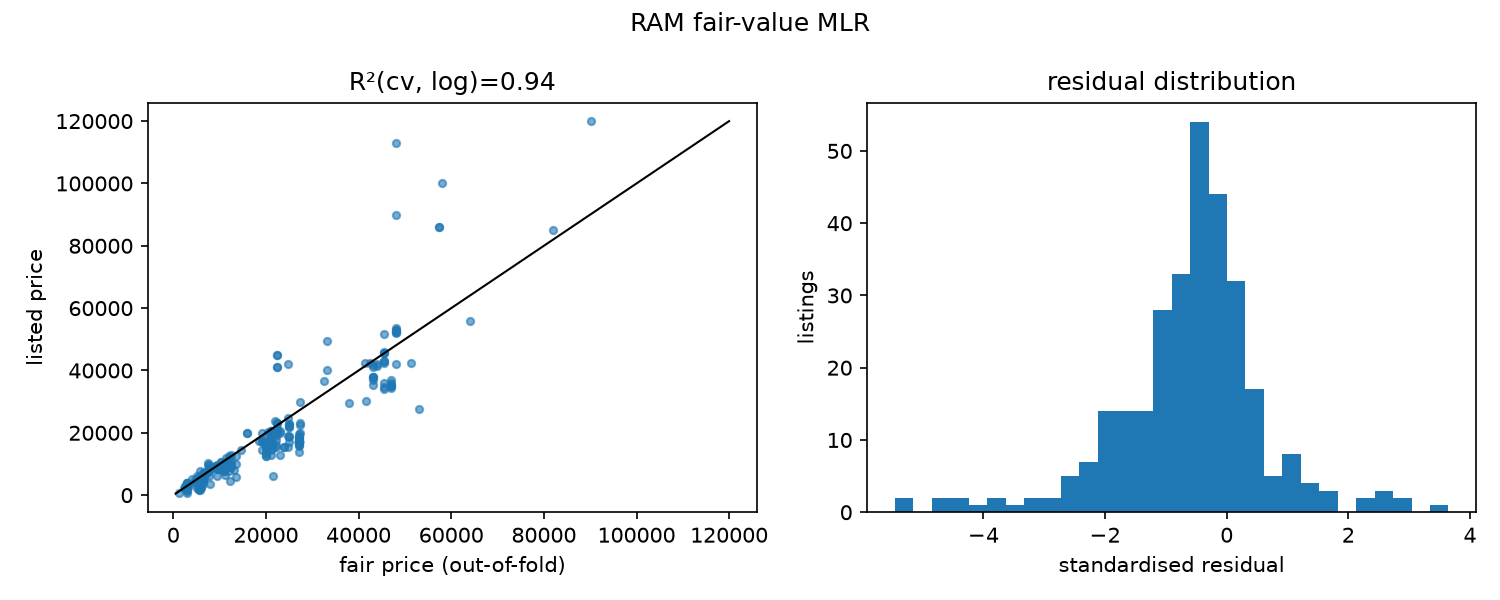 RAM fair-value MLR
R²(cv, log)=0.94
listed price
120000
100000
80000
60000
40000
20000
0
0 20000 40000 60000 80000 100000 120000
fair price (out-of-fold)
residual distribution
listings
50
40
30
20
10
0
−4 −2 0 2 4
standardised residual